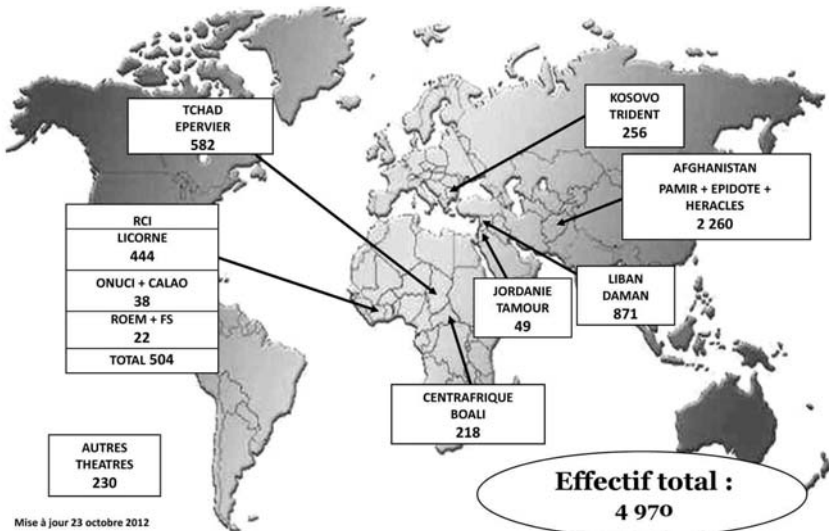 TCHAD
EPERVIER
582
KOSOVO
TRIDENT
256
AFGHANISTAN
PAMIR + EPIDOTE +
HERACLES
2 260
RCI
LICORNE
444
ONUCI + CALAO
38
ROEM + FS
22
TOTAL 504
JORDANIE
TAMOUR
49
LIBAN
DAMAN
871
CENTRAFRIQUE
BOALI
218
AUTRES
THEATRES
230
Effectif total :
4 970
Mise à jour 23 octobre 2012